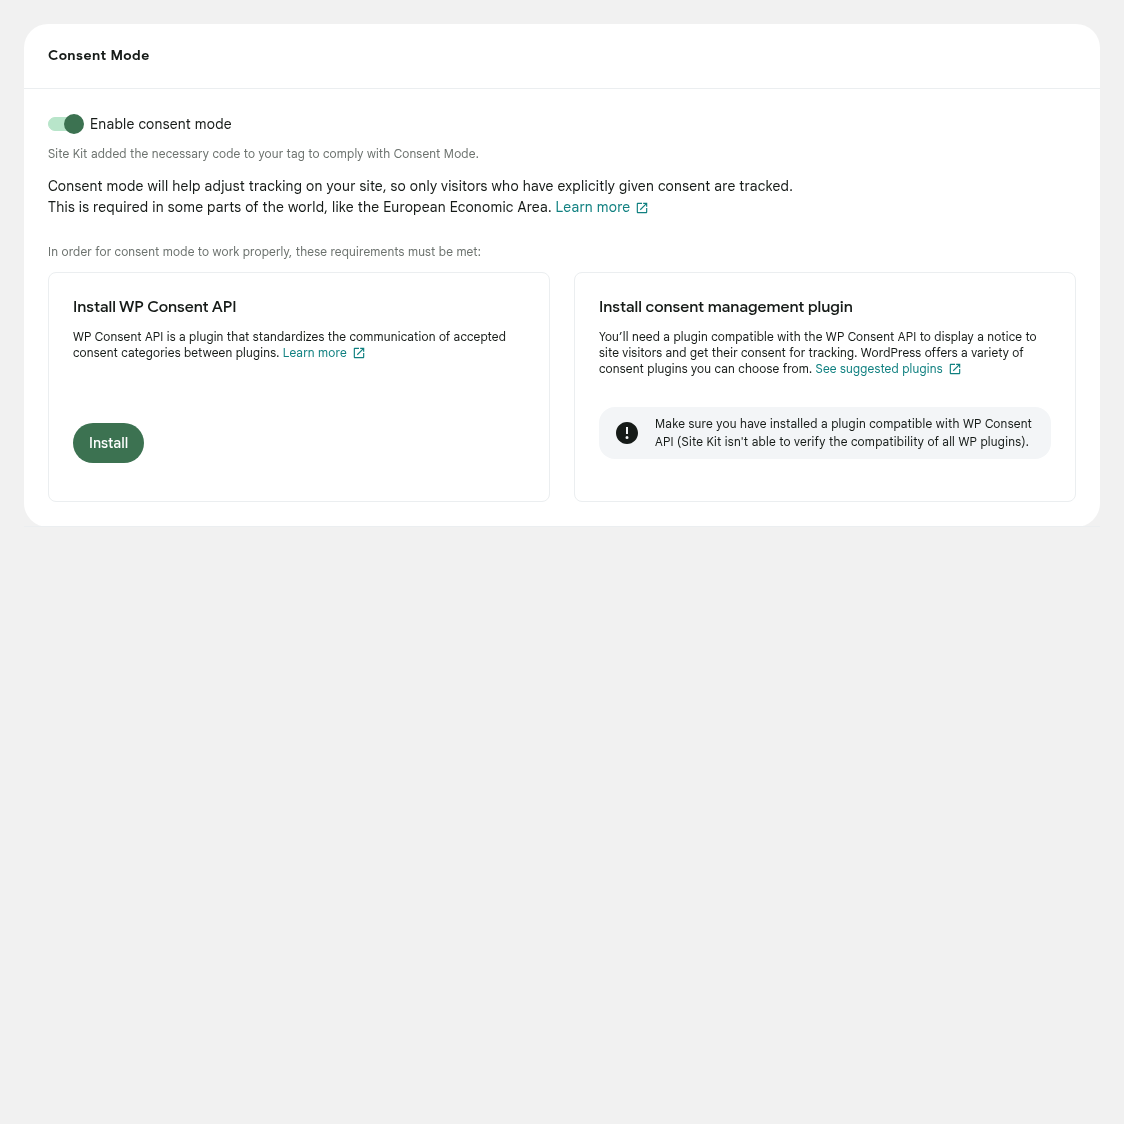 Consent Mode
Enable consent mode
Site Kit added the necessary code to your tag to comply with Consent Mode.
Consent mode will help adjust tracking on your site, so only visitors who have explicitly given consent are tracked.
This is required in some parts of the world, like the European Economic Area. Learn more
In order for consent mode to work properly, these requirements must be met:
Install WP Consent API
WP Consent API is a plugin that standardizes the communication of accepted
consent categories between plugins. Learn more
Install
Install consent management plugin
You’ll need a plugin compatible with the WP Consent API to display a notice to
site visitors and get their consent for tracking. WordPress offers a variety of
consent plugins you can choose from. See suggested plugins
Make sure you have installed a plugin compatible with WP Consent
API (Site Kit isn't able to verify the compatibility of all WP plugins).